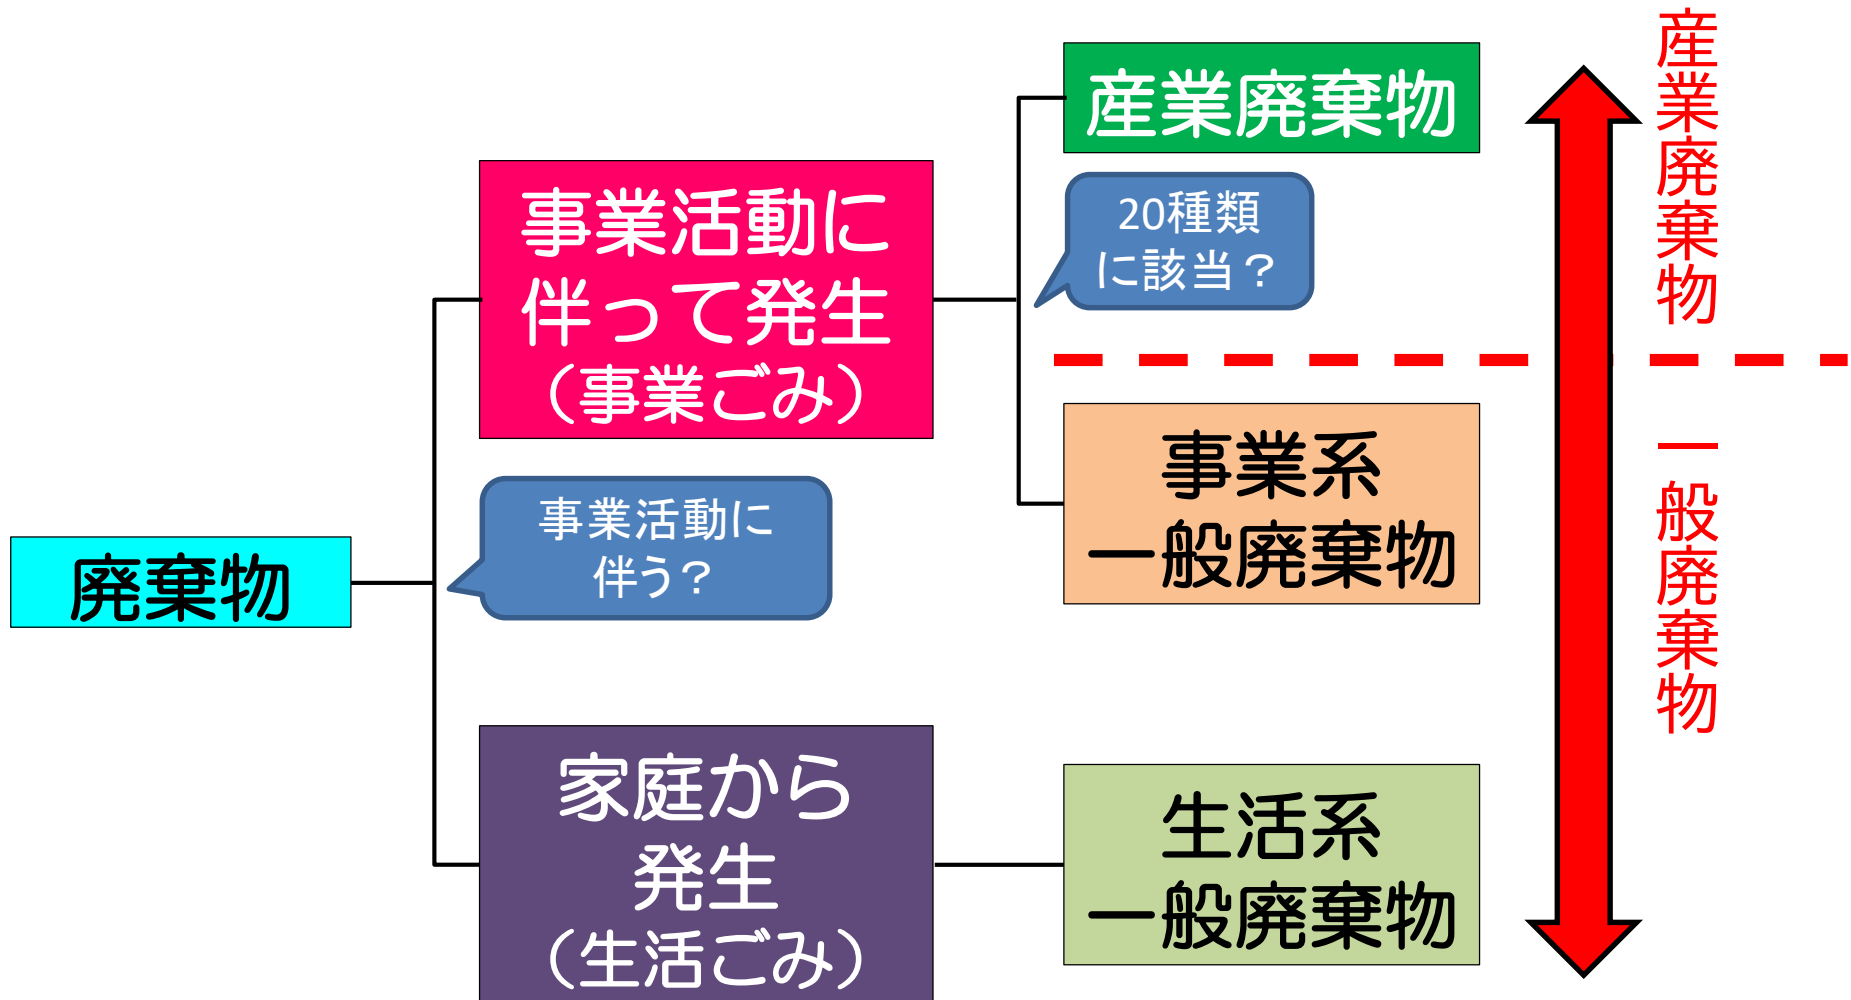 廃棄物
事業活動に
伴う？
事業活動に
伴って発生
（事業ごみ）
20種類
に該当？
産業廃棄物
事業系
一般廃棄物
家庭から
発生
（生活ごみ）
生活系
一般廃棄物
産業廃棄物
一般廃棄物